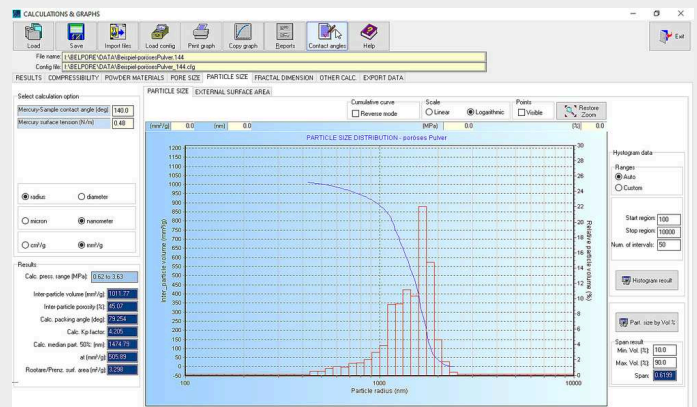 CALCULATIONS & GRAPHS
Load Save Import files Load config Print graph Copy graph Reports Contact angles Help Exit
File name: I:\BELPORE\DATA\Beispiel-porösesPulver.144
Config file: I:\BELPORE\DATA\BeispielporösesPulver_144.cfg
RESULTS COMPRESSIBILITY POWDER MATERIALS PORE SIZE PARTICLE SIZE FRACTAL DIMENSION OTHER CALC EXPORT DATA
PARTICLE SIZE EXTERNAL SURFACE AREA
Select calculation option
Mercury-Sample contact angle (deg) 140.0
Mercury surface tension (N/m) 0.48
radius diameter
micron nanometer
cm³/g mm³/g
Results
Calc. press. range (MPa) 0.62 to 3.63
Inter-particle volume (mm³/g) 1011.77
Inter-particle porosity (%) 45.07
Calc. packing angle (deg) 79.254
Calc. Kp factor: 4.205
Calc. median part. 50%: (nm) 1474.79
at (mm³/g) 505.89
Rootare/Prenz. surf. area (m²/g) 3.298
Cumulative curve
Reverse mode
Scale
Linear Logarithmic
Points
Visible
Restore
Zoom
(mm³/g) 0.0 (nm) 0.0 (MPa) 0.0 (%) 0.0
PARTICLE SIZE DISTRIBUTION - poröses Pulver
Inter_particle volume (mm³/g)
1200
1150
1100
1050
1000
950
900
850
800
750
700
650
600
550
500
450
400
350
300
250
200
150
100
50
0
-50
100 1000 10000
Particle radius (nm)
30
28
26
24
22
20
18
16
14
12
10
8
6
4
2
0
Relative particle volume (%)
Hystogram data
Ranges
Auto
Custom
Start region: 100
Stop region: 10000
Num. of intervals: 50
Histogram result
Part. size by Vol %
Span result
Min. Vol. (%) 10.0
Max. Vol. (%) 90.0
Span: 0.6199